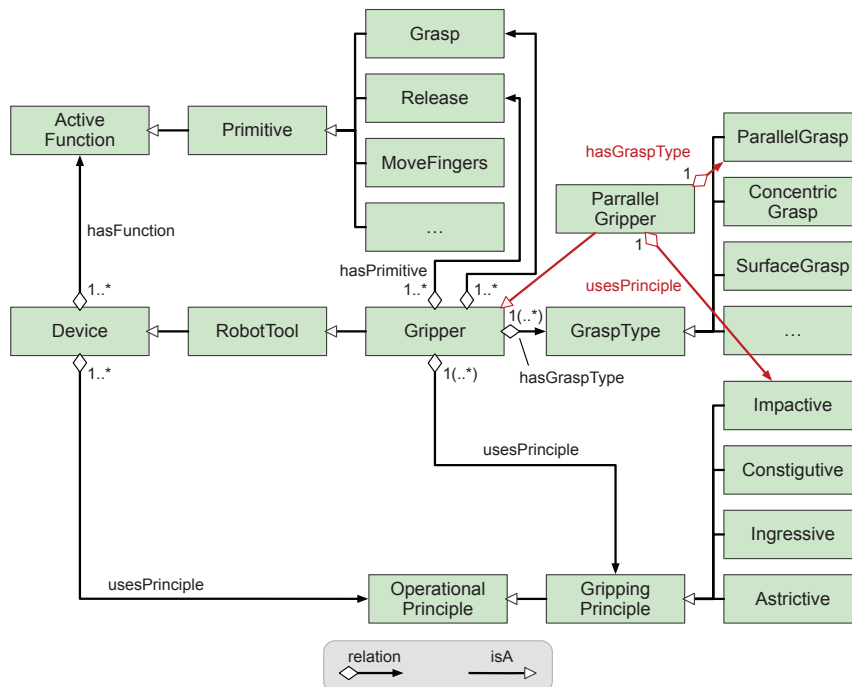 Grasp
Release
MoveFingers
…
Active
Function
Primitive
hasFunction
hasPrimitive
1..*
1..*
1..*
Device
RobotTool
Gripper
1..*
1(..*)
1(..*)
hasGraspType
GraspType
Parrallel
Gripper
1
hasGraspType
1
usesPrinciple
ParallelGrasp
Concentric
Grasp
SurfaceGrasp
…
Impactive
Constigutive
Ingressive
Astrictive
usesPrinciple
usesPrinciple
Operational
Principle
Gripping
Principle
relation
isA